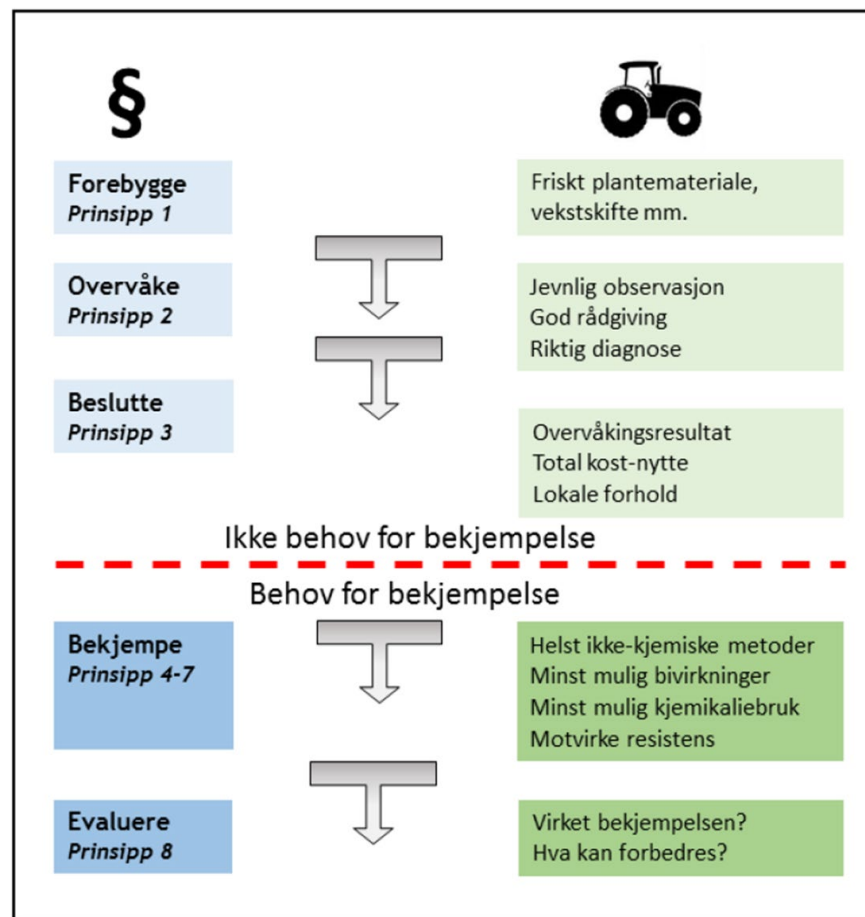 §
Forebygge
Prinsipp 1
Friskt plantemateriale,
vekstskifte mm.
Overvåke
Prinsipp 2
Jevnlig observasjon
God rådgiving
Riktig diagnose
Beslutte
Prinsipp 3
Overvåkingsresultat
Total kost-nytte
Lokale forhold
Ikke behov for bekjempelse
Behov for bekjempelse
Bekjempe
Prinsipp 4-7
Helst ikke-kjemiske metoder
Minst mulig bivirkninger
Minst mulig kjemikaliebruk
Motvirke resistens
Evaluere
Prinsipp 8
Virket bekjempelsen?
Hva kan forbedres?